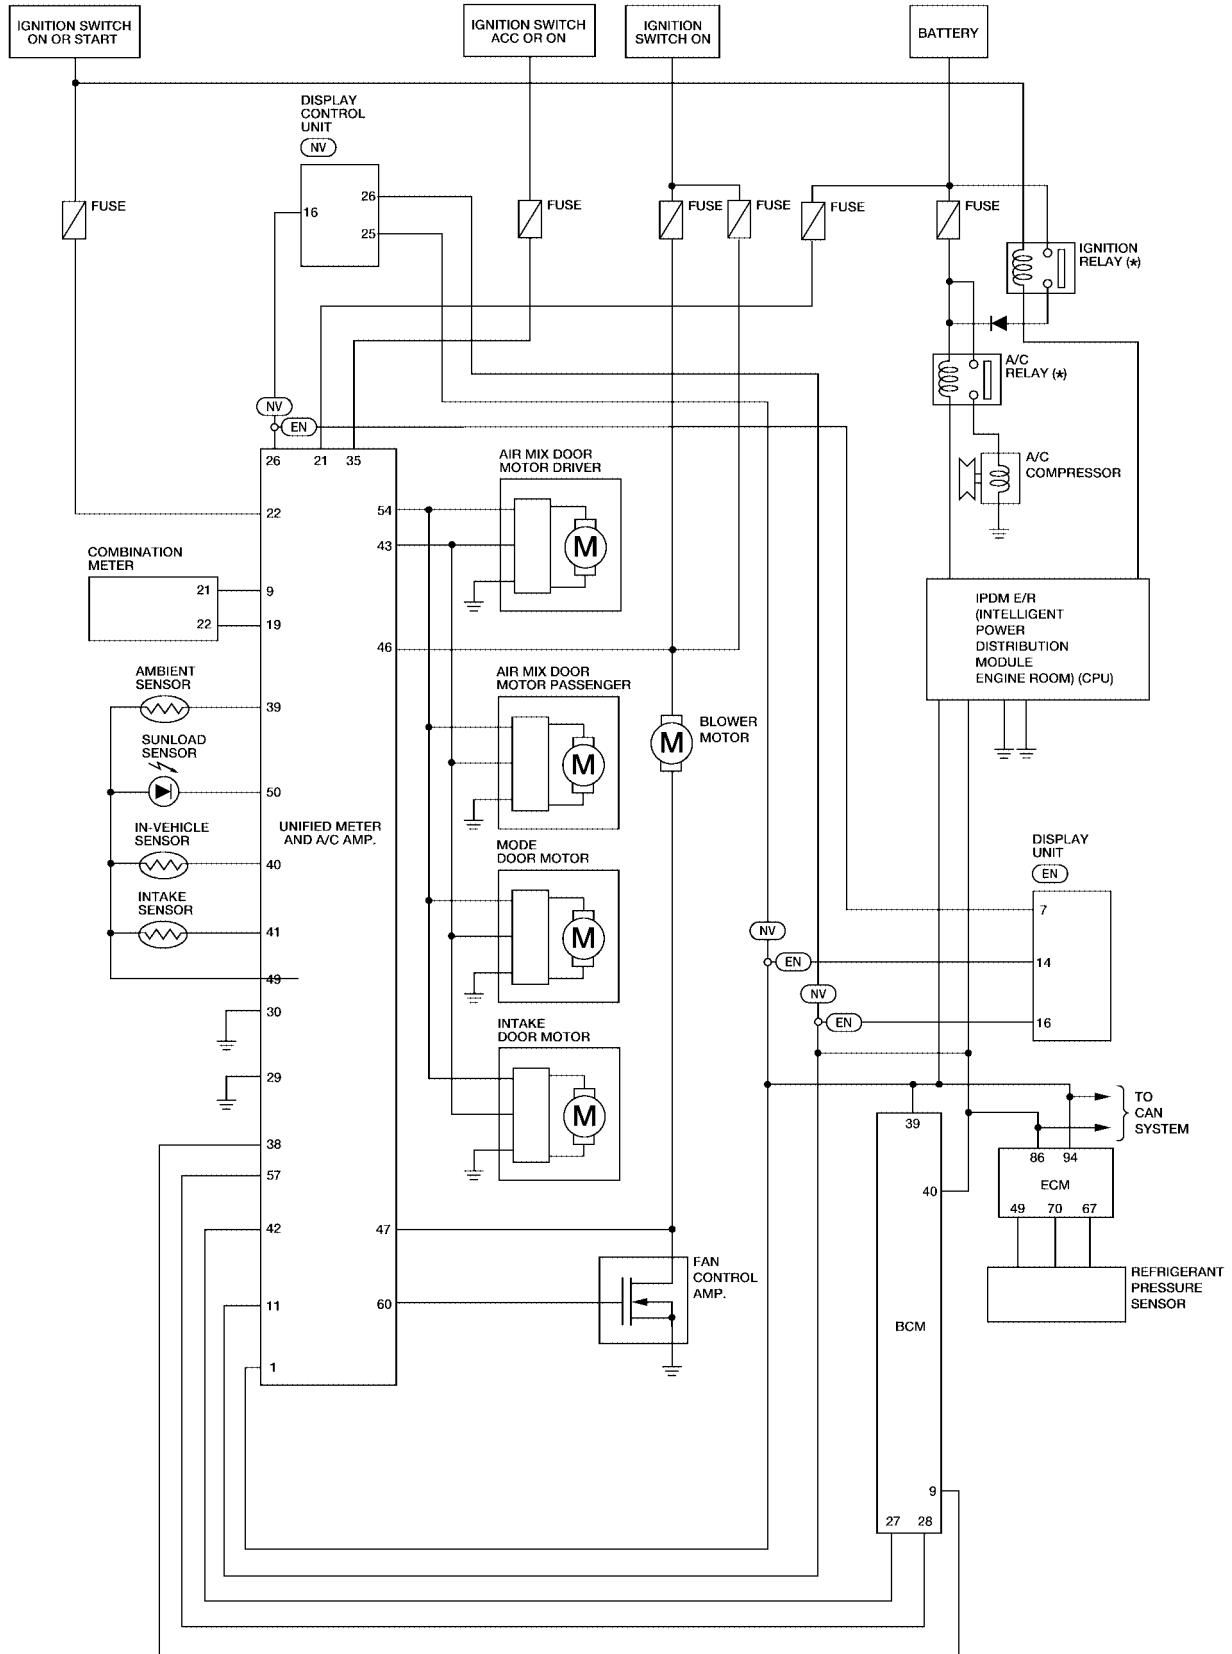 IGNITION SWITCH
ON OR START
IGNITION SWITCH
ACC OR ON
IGNITION
SWITCH ON
BATTERY
DISPLAY
CONTROL
UNIT
NV
26
16
25
FUSE
FUSE
FUSE
FUSE
FUSE
FUSE
IGNITION
RELAY (★)
A/C
RELAY (★)
NV
EN
26
21
35
A/C
COMPRESSOR
AIR MIX DOOR
MOTOR DRIVER
M
22
54
43
COMBINATION
METER
21
22
9
19
46
IPDM E/R
(INTELLIGENT
POWER
DISTRIBUTION
MODULE
ENGINE ROOM) (CPU)
AMBIENT
SENSOR
39
AIR MIX DOOR
MOTOR PASSENGER
M
BLOWER
MOTOR
M
SUNLOAD
SENSOR
50
UNIFIED METER
AND A/C AMP.
IN-VEHICLE
SENSOR
40
MODE
DOOR MOTOR
M
DISPLAY
UNIT
EN
7
14
16
INTAKE
SENSOR
41
NV
EN
NV
EN
49
30
29
INTAKE
DOOR MOTOR
M
TO
CAN
SYSTEM
39
86
94
38
57
ECM
40
49
70
67
42
47
FAN
CONTROL
AMP.
REFRIGERANT
PRESSURE
SENSOR
11
60
BCM
1
9
27
28